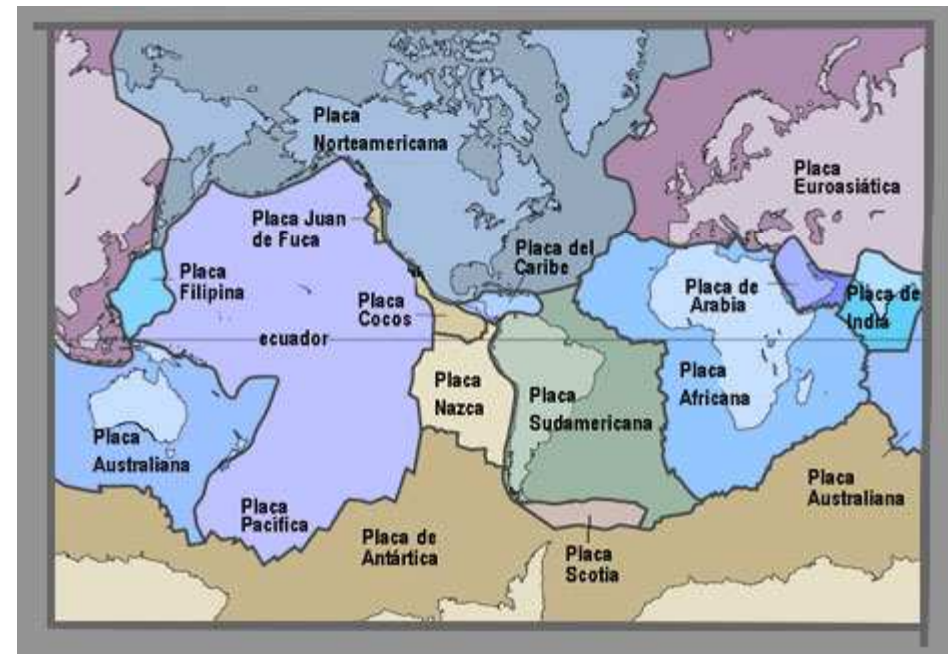 Placa
Norteamericana
Placa
Euroasiática
Placa Juan
de Fuca
Placa del
Caribe
Placa
Filipina
Placa
Cocos
Placa de
Arabia
Placa de
India
ecuador
Placa
Nazca
Placa
Sudamericana
Placa
Africana
Placa
Australiana
Placa
Australiana
Placa
Pacífica
Placa de
Antártica
Placa
Scotia